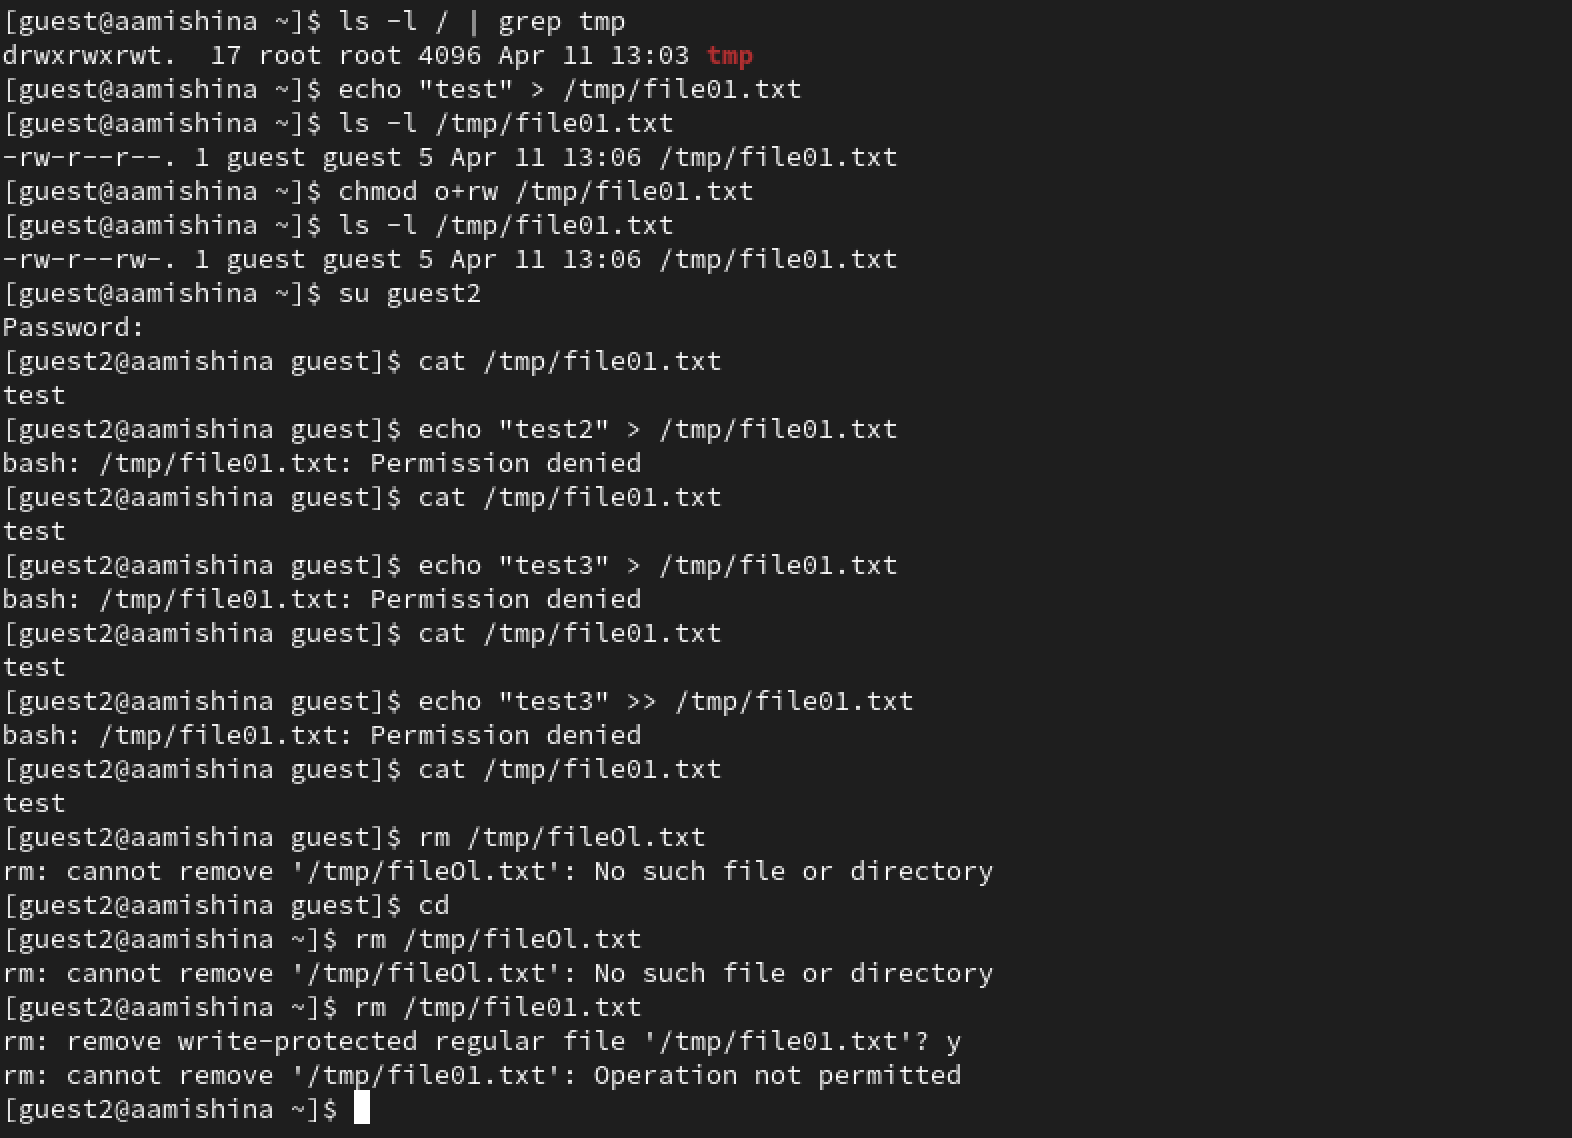 [guest@aamishina ~]$ ls -l / | grep tmp
drwxrwxrwt.  17 root root 4096 Apr 11 13:03 tmp
[guest@aamishina ~]$ echo "test" > /tmp/file01.txt
[guest@aamishina ~]$ ls -l /tmp/file01.txt
-rw-r--r--. 1 guest guest 5 Apr 11 13:06 /tmp/file01.txt
[guest@aamishina ~]$ chmod o+rw /tmp/file01.txt
[guest@aamishina ~]$ ls -l /tmp/file01.txt
-rw-r--rw-. 1 guest guest 5 Apr 11 13:06 /tmp/file01.txt
[guest@aamishina ~]$ su guest2
Password:
[guest2@aamishina guest]$ cat /tmp/file01.txt
test
[guest2@aamishina guest]$ echo "test2" > /tmp/file01.txt
bash: /tmp/file01.txt: Permission denied
[guest2@aamishina guest]$ cat /tmp/file01.txt
test
[guest2@aamishina guest]$ echo "test3" > /tmp/file01.txt
bash: /tmp/file01.txt: Permission denied
[guest2@aamishina guest]$ cat /tmp/file01.txt
test
[guest2@aamishina guest]$ echo "test3" >> /tmp/file01.txt
bash: /tmp/file01.txt: Permission denied
[guest2@aamishina guest]$ cat /tmp/file01.txt
test
[guest2@aamishina guest]$ rm /tmp/fileOl.txt
rm: cannot remove '/tmp/fileOl.txt': No such file or directory
[guest2@aamishina guest]$ cd
[guest2@aamishina ~]$ rm /tmp/fileOl.txt
rm: cannot remove '/tmp/fileOl.txt': No such file or directory
[guest2@aamishina ~]$ rm /tmp/file01.txt
rm: remove write-protected regular file '/tmp/file01.txt'? y
rm: cannot remove '/tmp/file01.txt': Operation not permitted
[guest2@aamishina ~]$